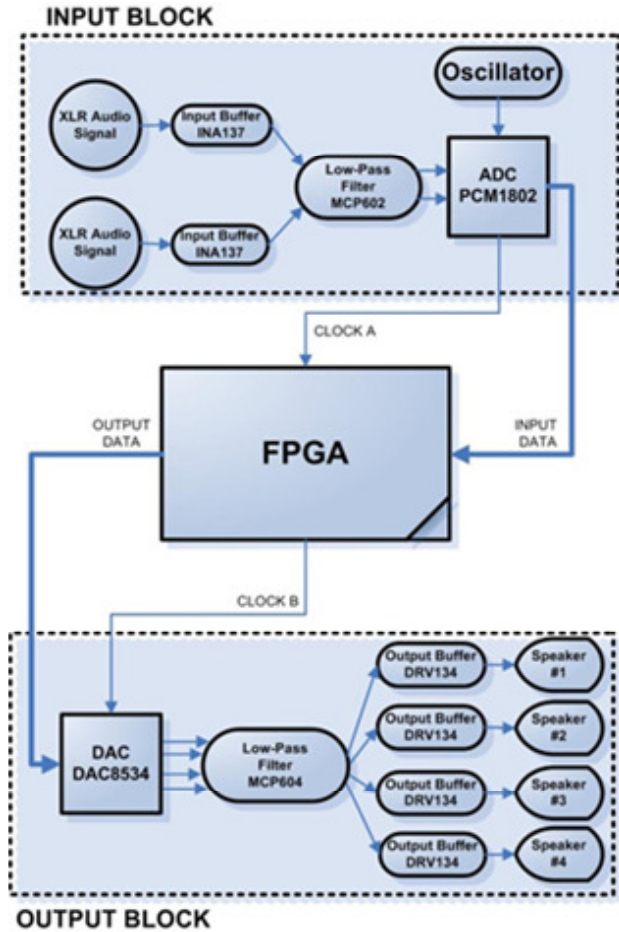 INPUT BLOCK
Oscillator
XLR Audio
Signal
Input Buffer
INA137
Low-Pass
Filter
MCP602
ADC
PCM1802
XLR Audio
Signal
Input Buffer
INA137
CLOCK A
OUTPUT
DATA
FPGA
INPUT
DATA
CLOCK B
DAC
DAC8534
Low-Pass
Filter
MCP604
Output Buffer
DRV134
Speaker
#1
Output Buffer
DRV134
Speaker
#2
Output Buffer
DRV134
Speaker
#3
Output Buffer
DRV134
Speaker
#4
OUTPUT BLOCK